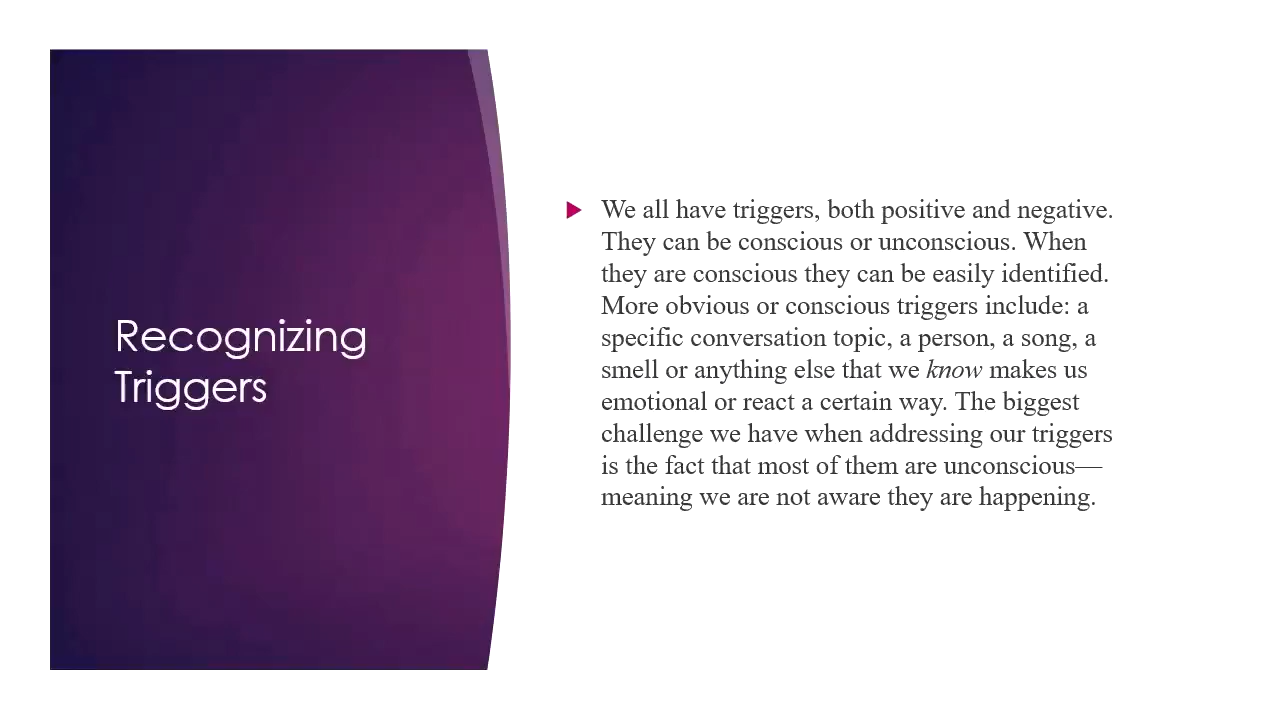 Recognizing
Triggers
We all have triggers, both positive and negative.
They can be conscious or unconscious. When
they are conscious they can be easily identified.
More obvious or conscious triggers include: a
specific conversation topic, a person, a song, a
smell or anything else that we know makes us
emotional or react a certain way. The biggest
challenge we have when addressing our triggers
is the fact that most of them are unconscious—
meaning we are not aware they are happening.